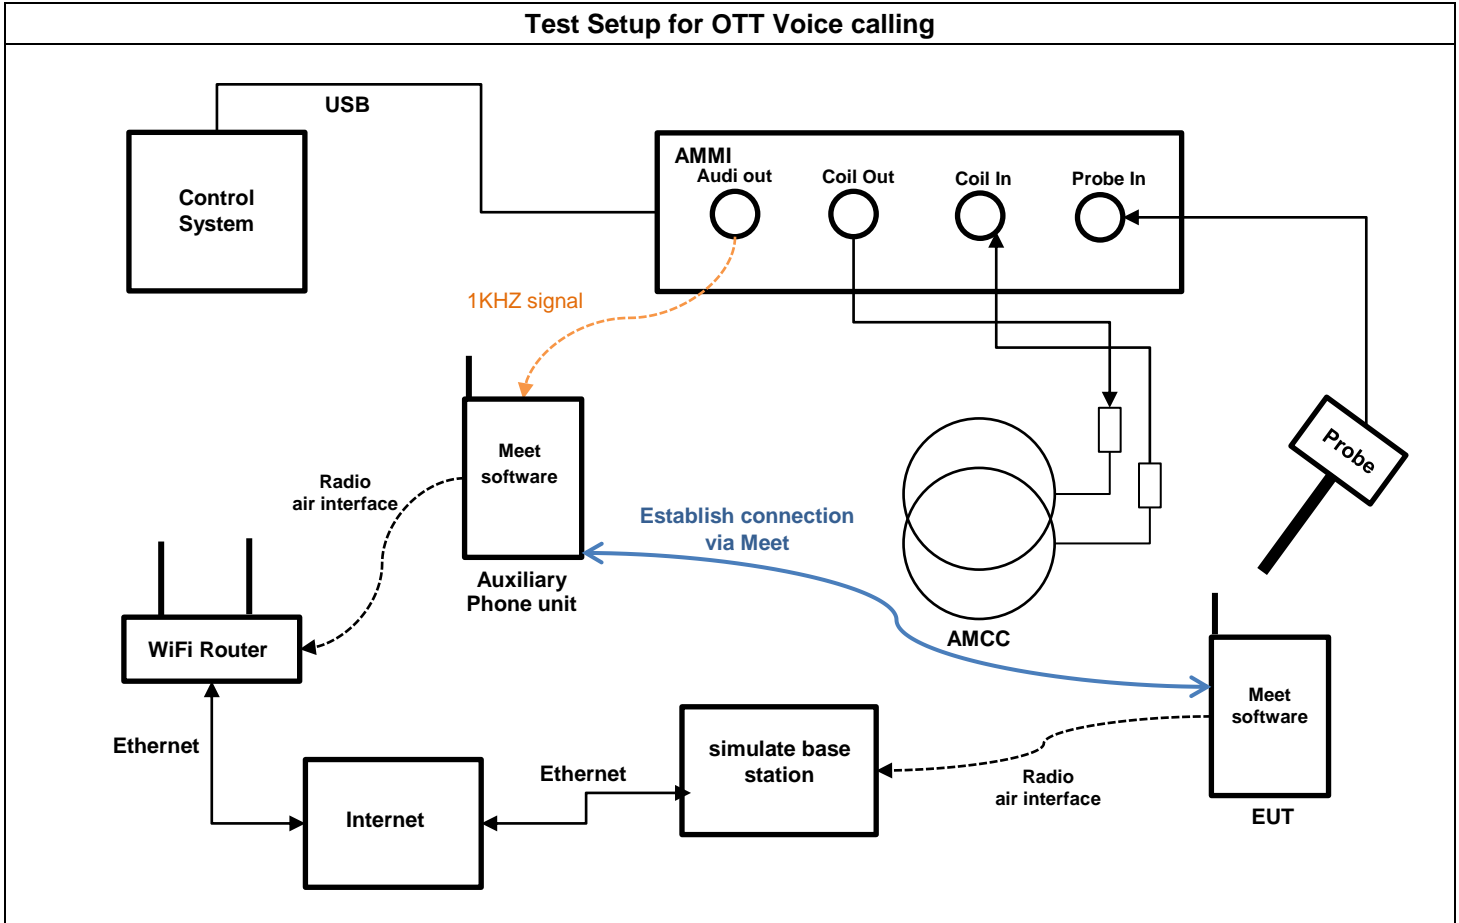 Test Setup for OTT Voice calling
USB
Control
System
AMMI
Audi out
Coil Out
Coil In
Probe In
1KHZ signal
Meet
software
Radio
air interface
Probe
Establish connection
via Meet
Auxiliary
Phone unit
AMCC
WiFi Router
Meet
software
Ethernet
simulate base
station
Ethernet
Radio
air interface
Internet
EUT